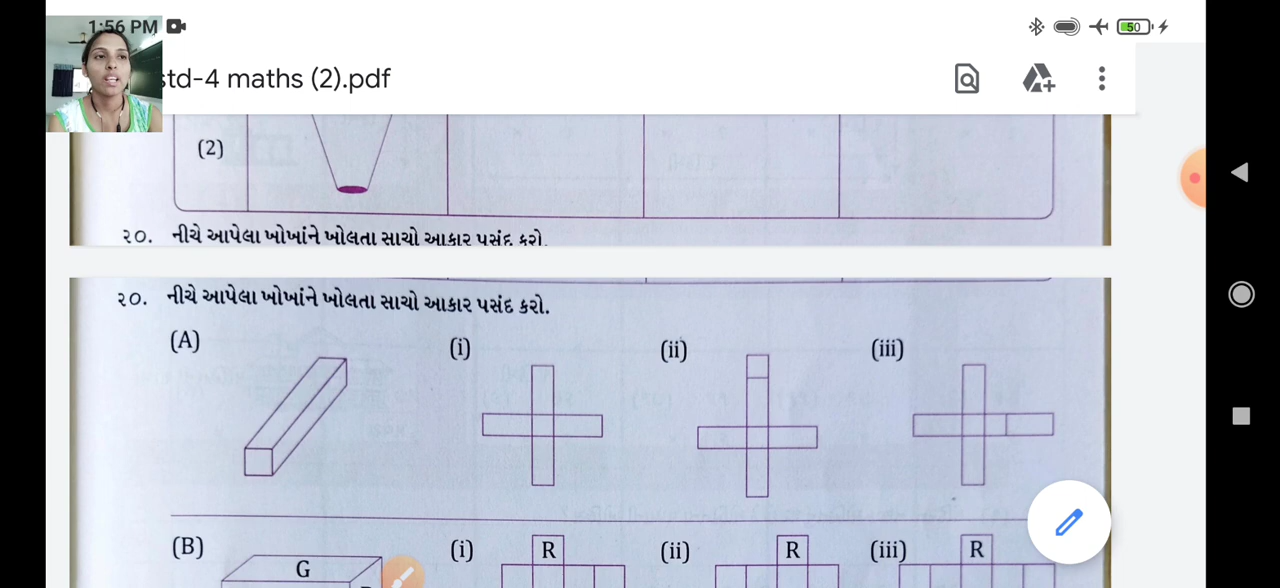 1:56 PM
50
std-4 maths (2).pdf
(2)
૨૦. નીચે આપેલા ખોખાંને ખોલતા સાચો આકાર પસંદ કરો.
૨૦. નીચે આપેલા ખોખાંને ખોલતા સાચો આકાર પસંદ કરો.
(A) (i) (ii) (iii)
(B) (i) R (ii) R (iii) R
G